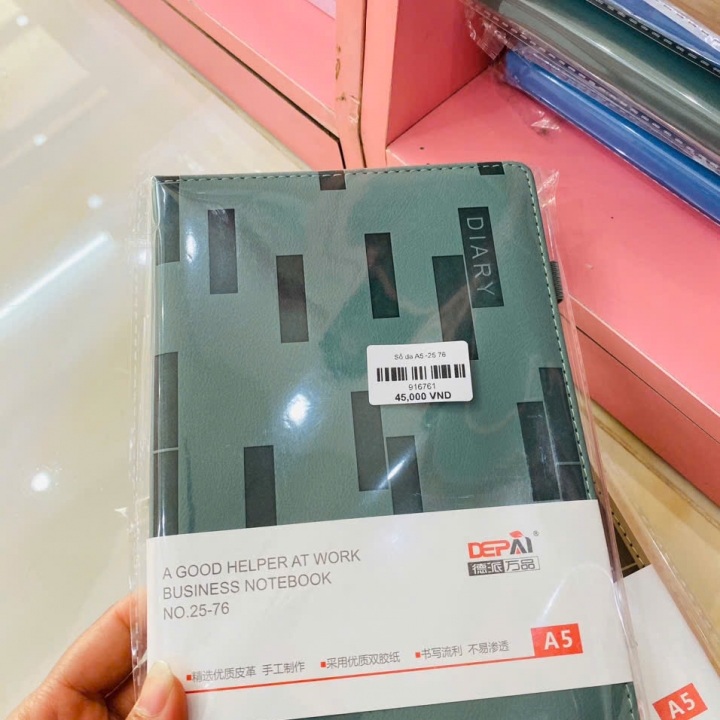 DIARY
Sổ da A5 -25 76
916761
45,000 VND
A GOOD HELPER AT WORK
BUSINESS NOTEBOOK
NO.25-76
DEPAI®
德派万品
■精选优质皮革 手工制作 ■采用优质双胶纸 ■书写流利 不易渗透
A5
A5